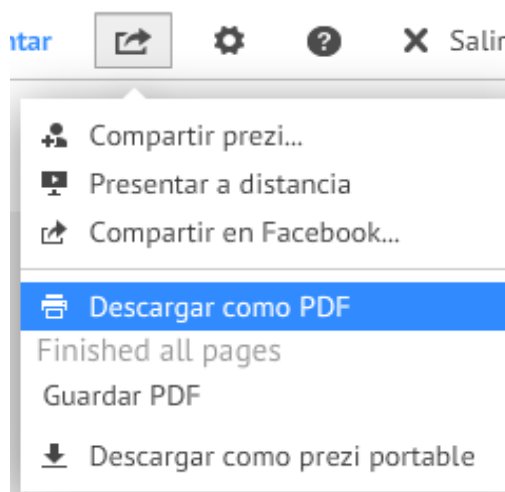 ntar Salir
Compartir prezi...
Presentar a distancia
Compartir en Facebook...
Descargar como PDF
Finished all pages
Guardar PDF
Descargar como prezi portable